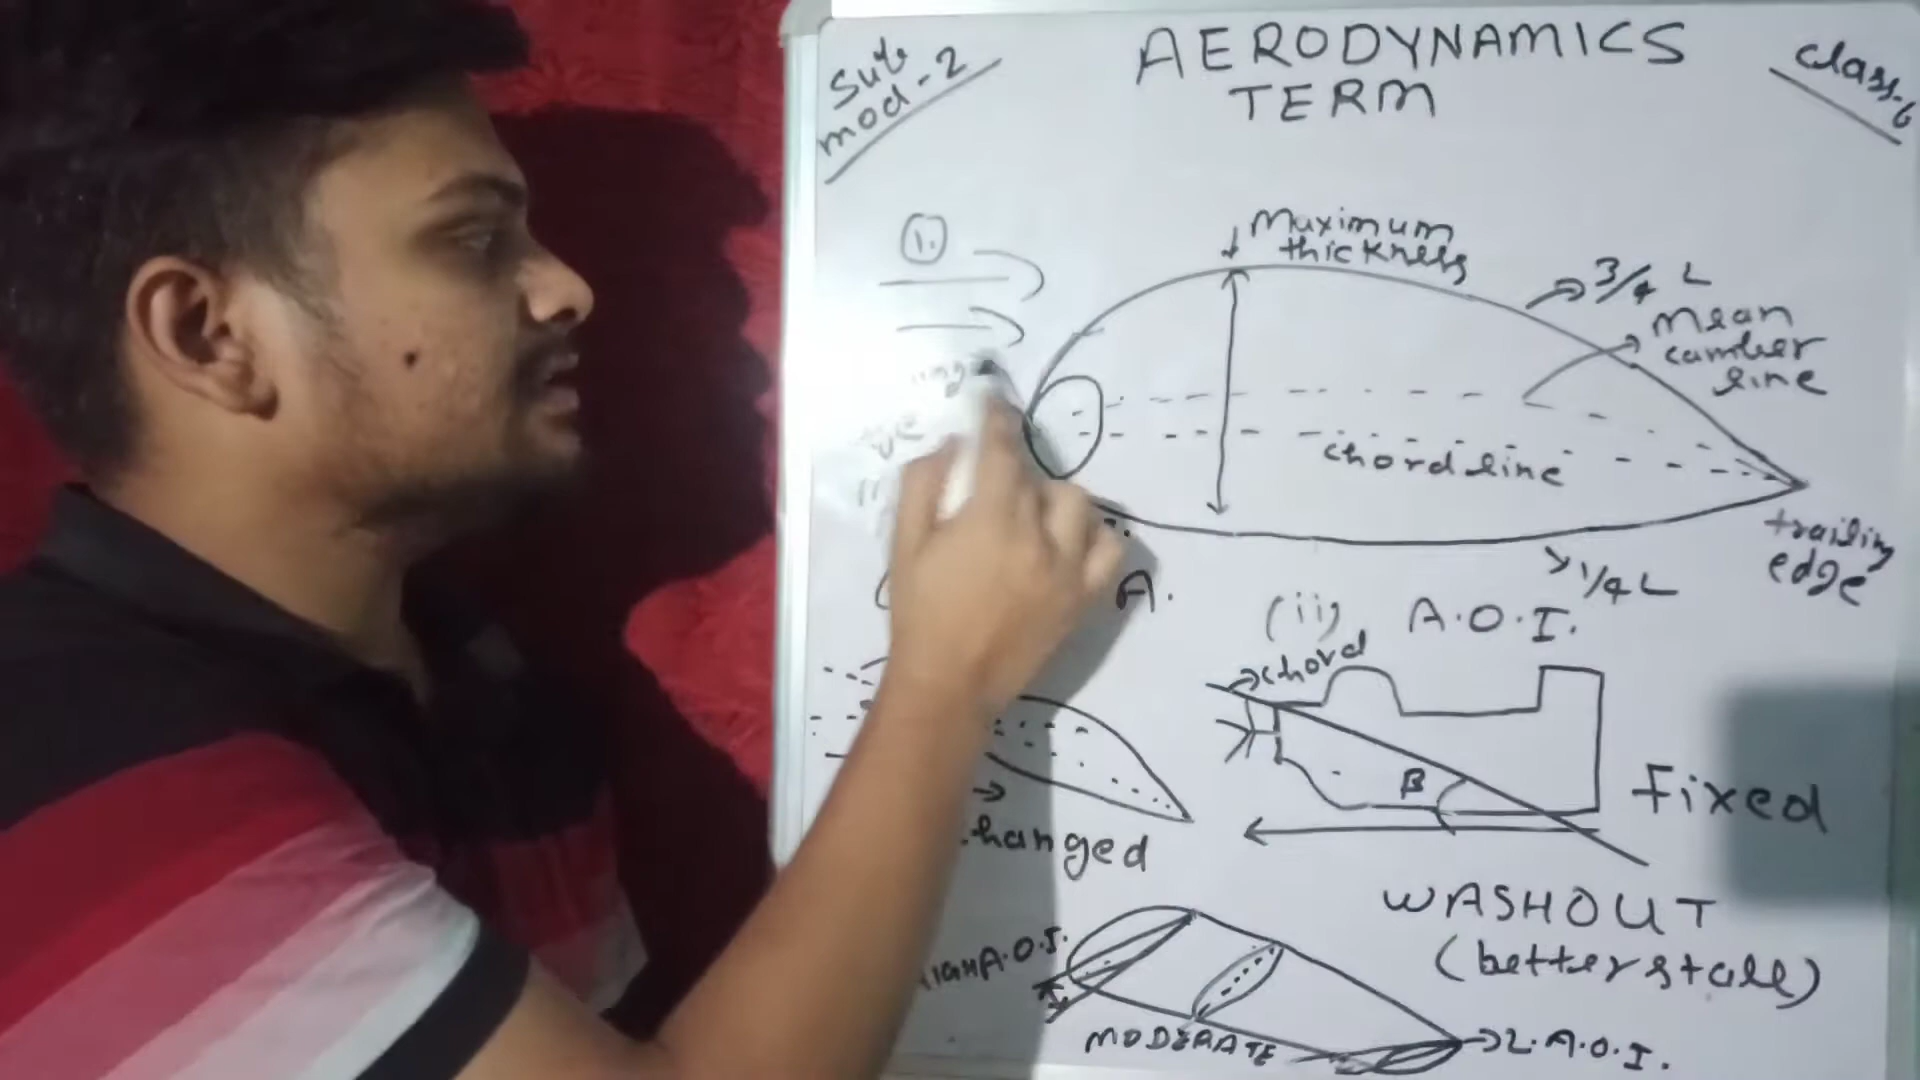 Sub
mod-2
AERODYNAMICS
TERM
Class-6
1.
Maximum
thickness
3/4 L
Mean
camber
line
chord line
trailing
edge
1/4 L
A.
(ii) A.O.I.
chord
β
Fixed
hanged
WASHOUT
(better stall)
A.O.I.
MODERATE
L.A.O.I.